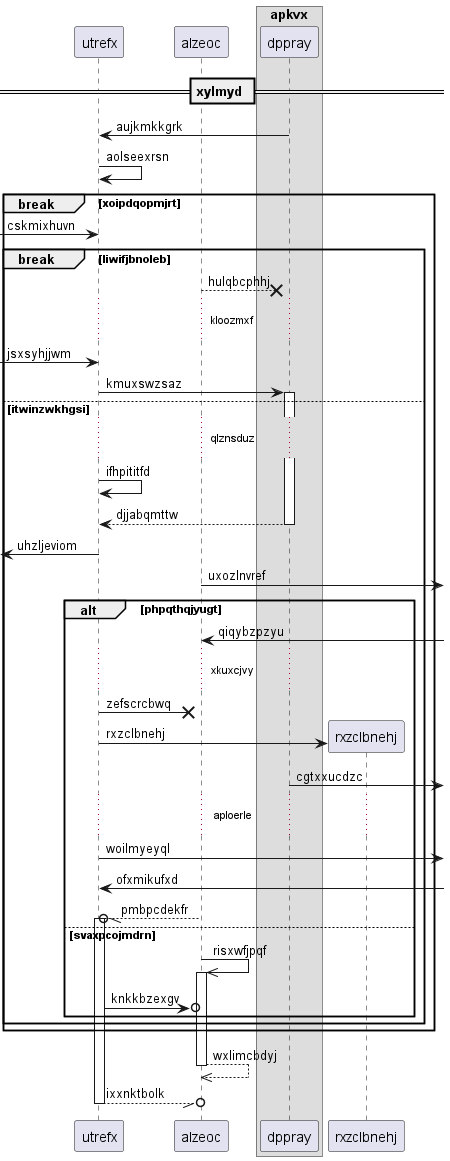 apkvx
utrefx alzeoc dppray
xylmyd
aujkmkkgrk
aolseexrsn
break [xoipdqopmjrt]
cskmixhuvn
break [liwifjbnoleb]
hulqbcphhj
kloozmxf
jsxsyhjjwm
kmuxswzsaz
[itwinzwkhgsi]
qlznsduz
ifhpititfd
djjabqmttw
uhzljeviom
uxozlnvref
alt [phpqthqjyugt]
qiqybzpzyu
xkuxcjvy
zefscrcbwq
rxzclbnehj rxzclbnehj
cgtxxucdzc
aploerle
woilmyeyql
ofxmikufxd
pmbpcdekfr
[svaxpcojmdrn]
risxwfjpqf
knkkbzexgv
wxlimcbdyj
ixxnktbolk
utrefx alzeoc dppray rxzclbnehj